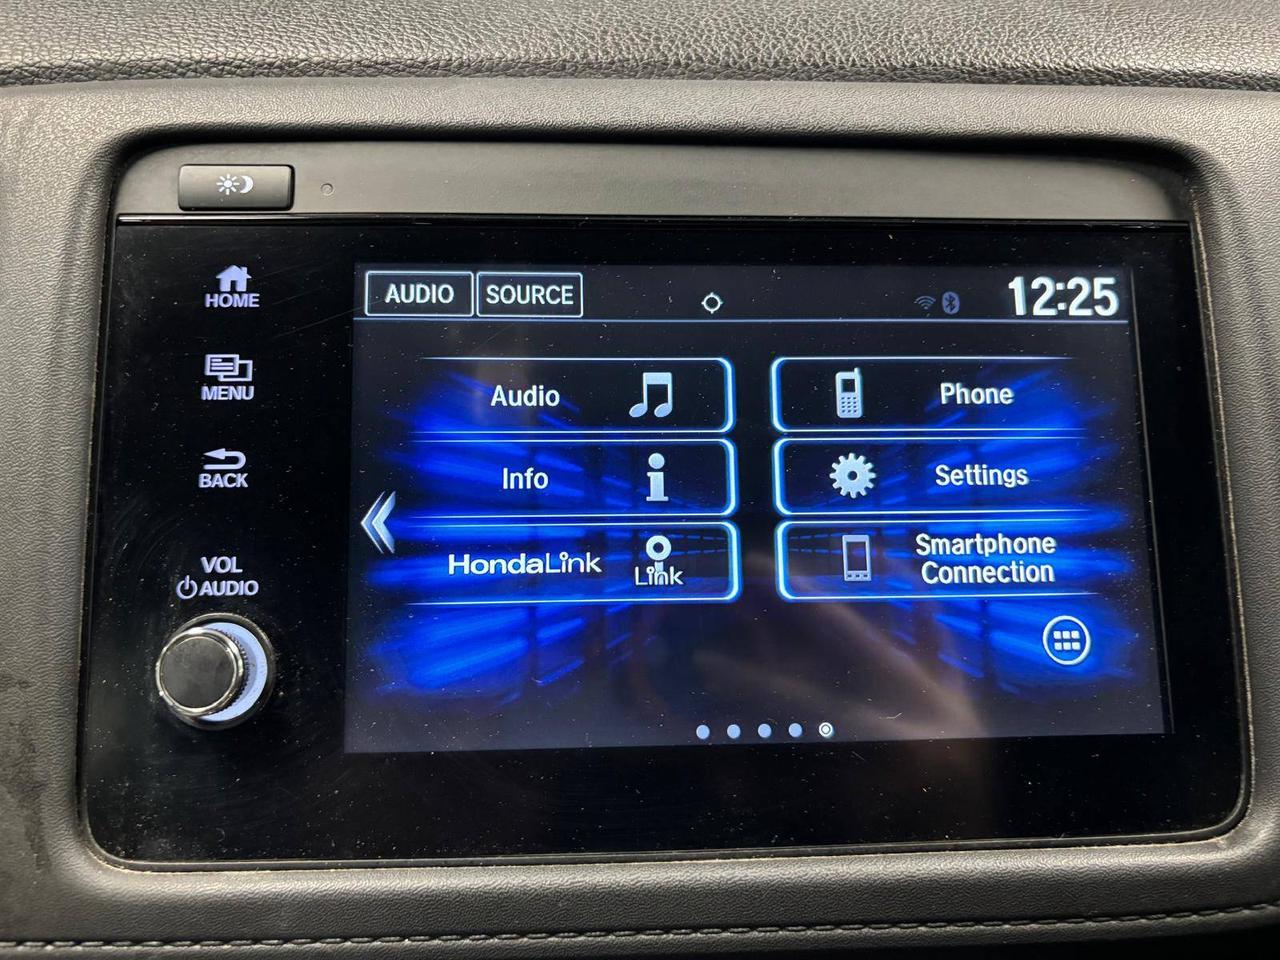 HOME
MENU
BACK
VOL
AUDIO
AUDIO SOURCE 12:25
Audio Phone
Info Settings
HondaLink Link Smartphone
Connection